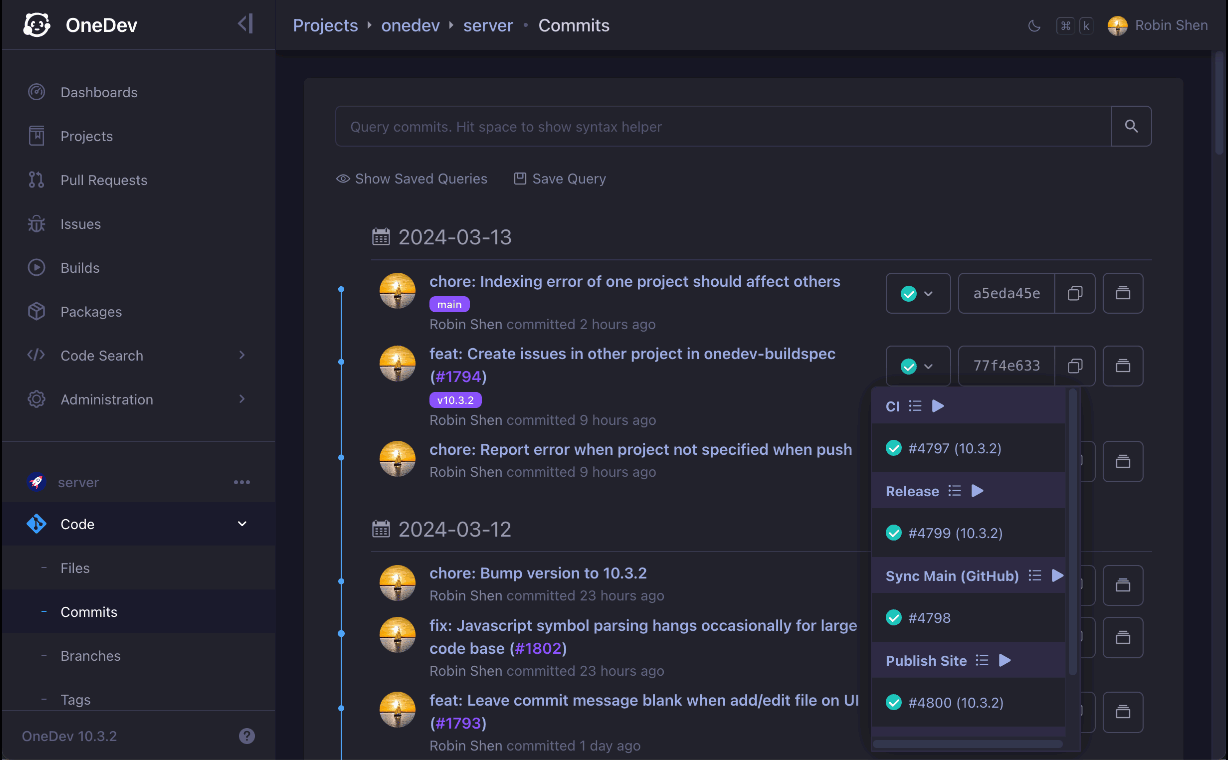 OneDev
Projects › onedev › server • Commits
⌘ k
Robin Shen
Dashboards
Projects
Pull Requests
Issues
Builds
Packages
Code Search
Administration
server
Code
Files
Commits
Branches
Tags
OneDev 10.3.2
Query commits. Hit space to show syntax helper
Show Saved Queries
Save Query
2024-03-13
chore: Indexing error of one project should affect others
main
Robin Shen committed 2 hours ago
a5eda45e
feat: Create issues in other project in onedev-buildspec
(#1794)
v10.3.2
Robin Shen committed 9 hours ago
77f4e633
chore: Report error when project not specified when push
Robin Shen committed 9 hours ago
2024-03-12
chore: Bump version to 10.3.2
Robin Shen committed 23 hours ago
fix: Javascript symbol parsing hangs occasionally for large
code base (#1802)
Robin Shen committed 23 hours ago
feat: Leave commit message blank when add/edit file on UI
(#1793)
Robin Shen committed 1 day ago
CI
#4797 (10.3.2)
Release
#4799 (10.3.2)
Sync Main (GitHub)
#4798
Publish Site
#4800 (10.3.2)